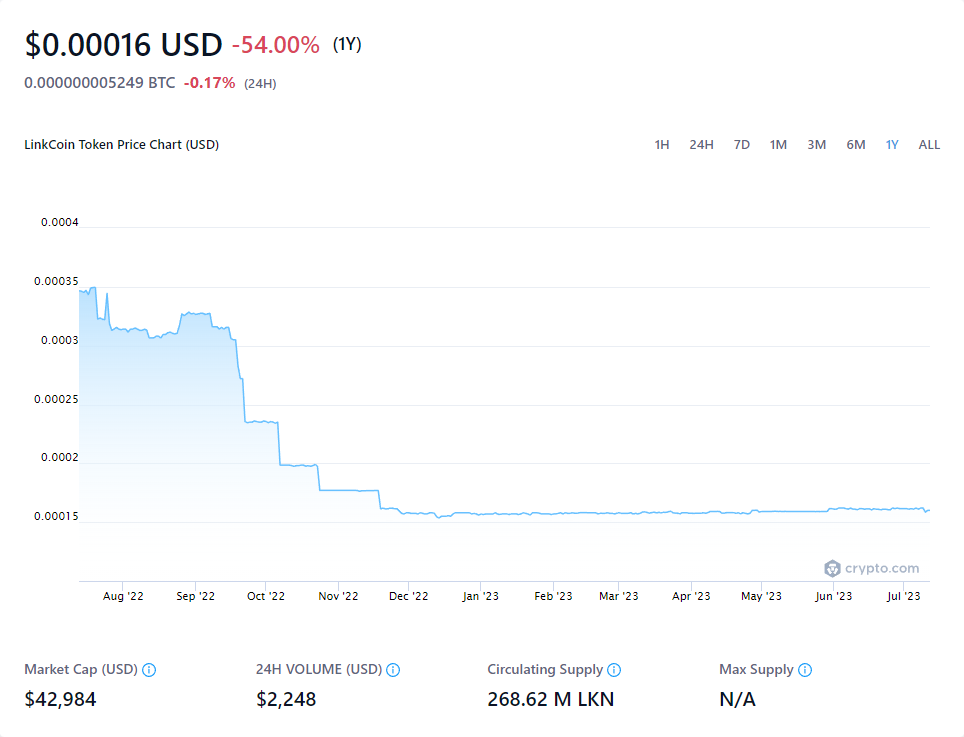 $0.00016 USD -54.00% (1Y)
0.000000005249 BTC -0.17% (24H)
LinkCoin Token Price Chart (USD) 1H 24H 7D 1M 3M 6M 1Y ALL
0.0004
0.00035
0.0003
0.00025
0.0002
0.00015
crypto.com
Aug '22 Sep '22 Oct '22 Nov '22 Dec '22 Jan '23 Feb '23 Mar '23 Apr '23 May '23 Jun '23 Jul '23
Market Cap (USD) 24H VOLUME (USD) Circulating Supply Max Supply
$42,984 $2,248 268.62 M LKN N/A